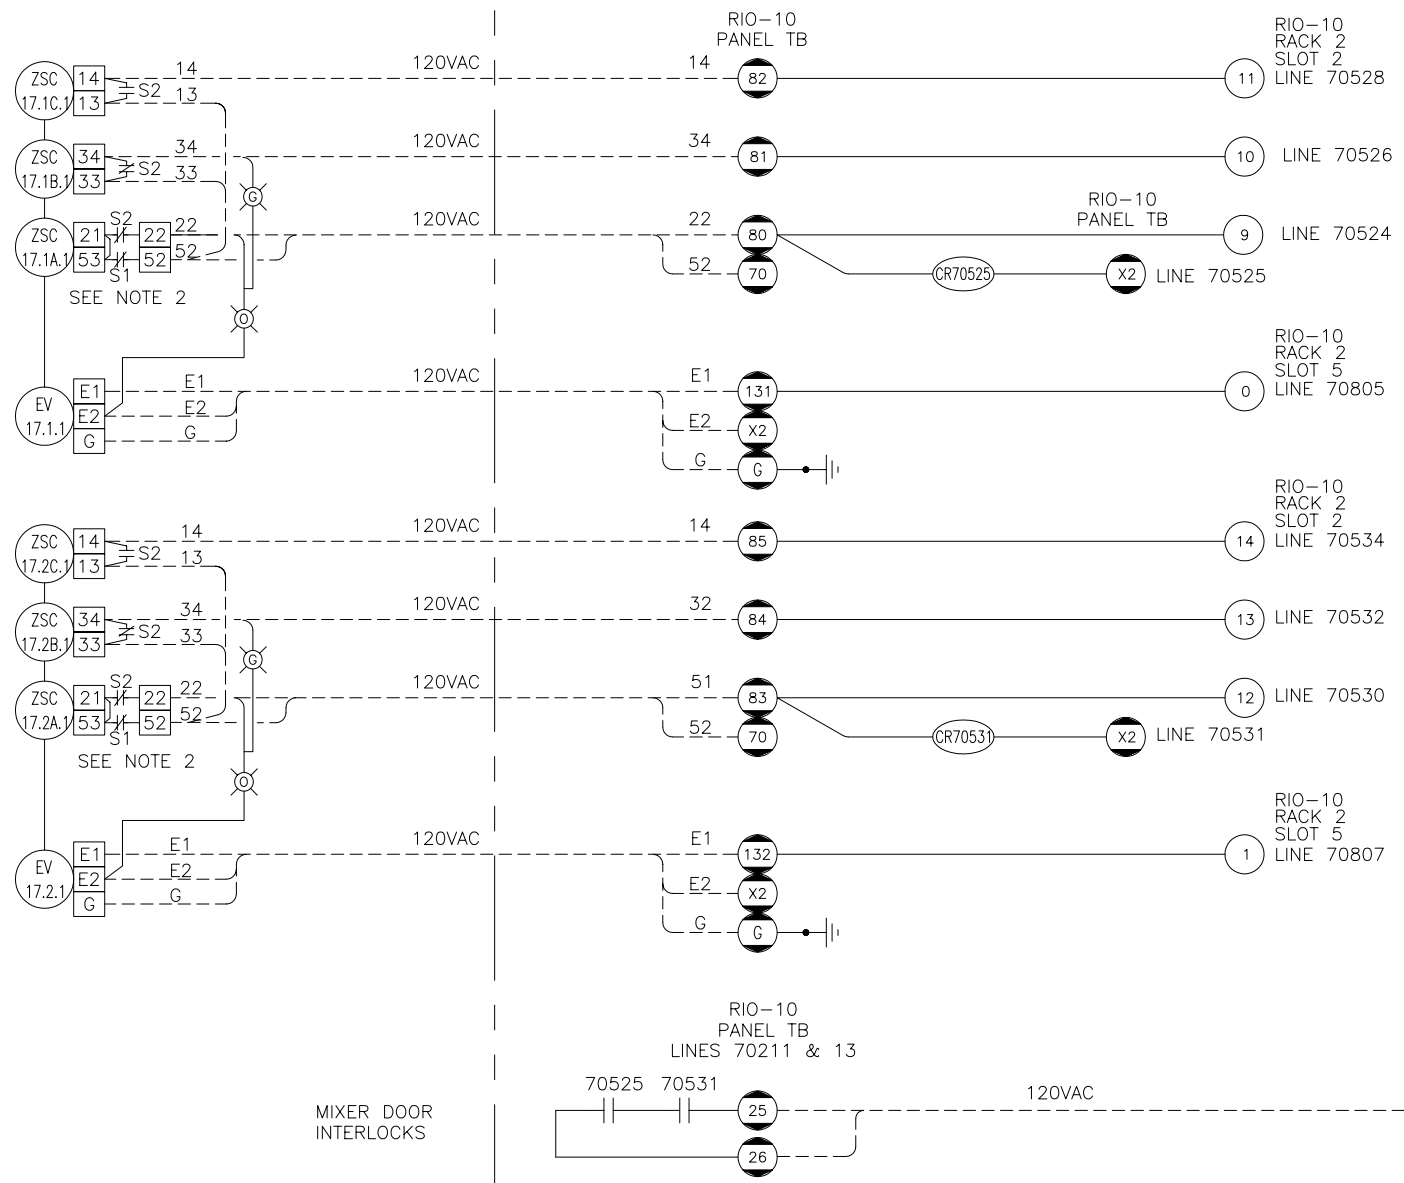 RIO-10
PANEL TB
RIO-10
RACK 2
SLOT 2
LINE 70528
ZSC
17.1C.1
14
13
S2
14
13
120VAC
14
82
11
ZSC
17.1B.1
34
33
S2
34
33
120VAC
34
81
10
LINE 70526
RIO-10
PANEL TB
ZSC
17.1A.1
21
53
S2
S1
22
52
22
52
G
120VAC
22
80
9
LINE 70524
52
70
CR70525
X2
LINE 70525
SEE NOTE 2
O
RIO-10
RACK 2
SLOT 5
LINE 70805
EV
17.1.1
E1
E2
G
E1
E2
G
120VAC
E1
131
0
E2
X2
G
G
RIO-10
RACK 2
SLOT 2
LINE 70534
ZSC
17.2C.1
14
13
S2
14
13
120VAC
14
85
14
ZSC
17.2B.1
34
33
S2
34
33
120VAC
32
84
13
LINE 70532
G
ZSC
17.2A.1
21
53
S2
S1
22
52
22
52
120VAC
51
83
12
LINE 70530
52
70
CR70531
X2
LINE 70531
SEE NOTE 2
O
RIO-10
RACK 2
SLOT 5
LINE 70807
EV
17.2.1
E1
E2
G
E1
E2
G
120VAC
E1
132
1
E2
X2
G
G
RIO-10
PANEL TB
LINES 70211 & 13
70525
70531
25
120VAC
MIXER DOOR
INTERLOCKS
26